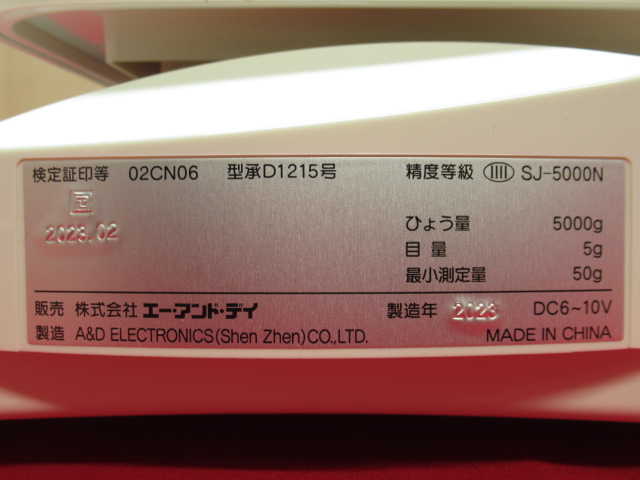 検定証印等 02CN06 型承D1215号 精度等級 IIII SJ-5000N
正
2023.02
ひょう量 5000g
目量 5g
最小測定量 50g
販売 株式会社 エー・アンド・デイ 製造年 2023 DC6~10V
製造 A&D ELECTRONICS(Shen Zhen)CO.,LTD. MADE IN CHINA